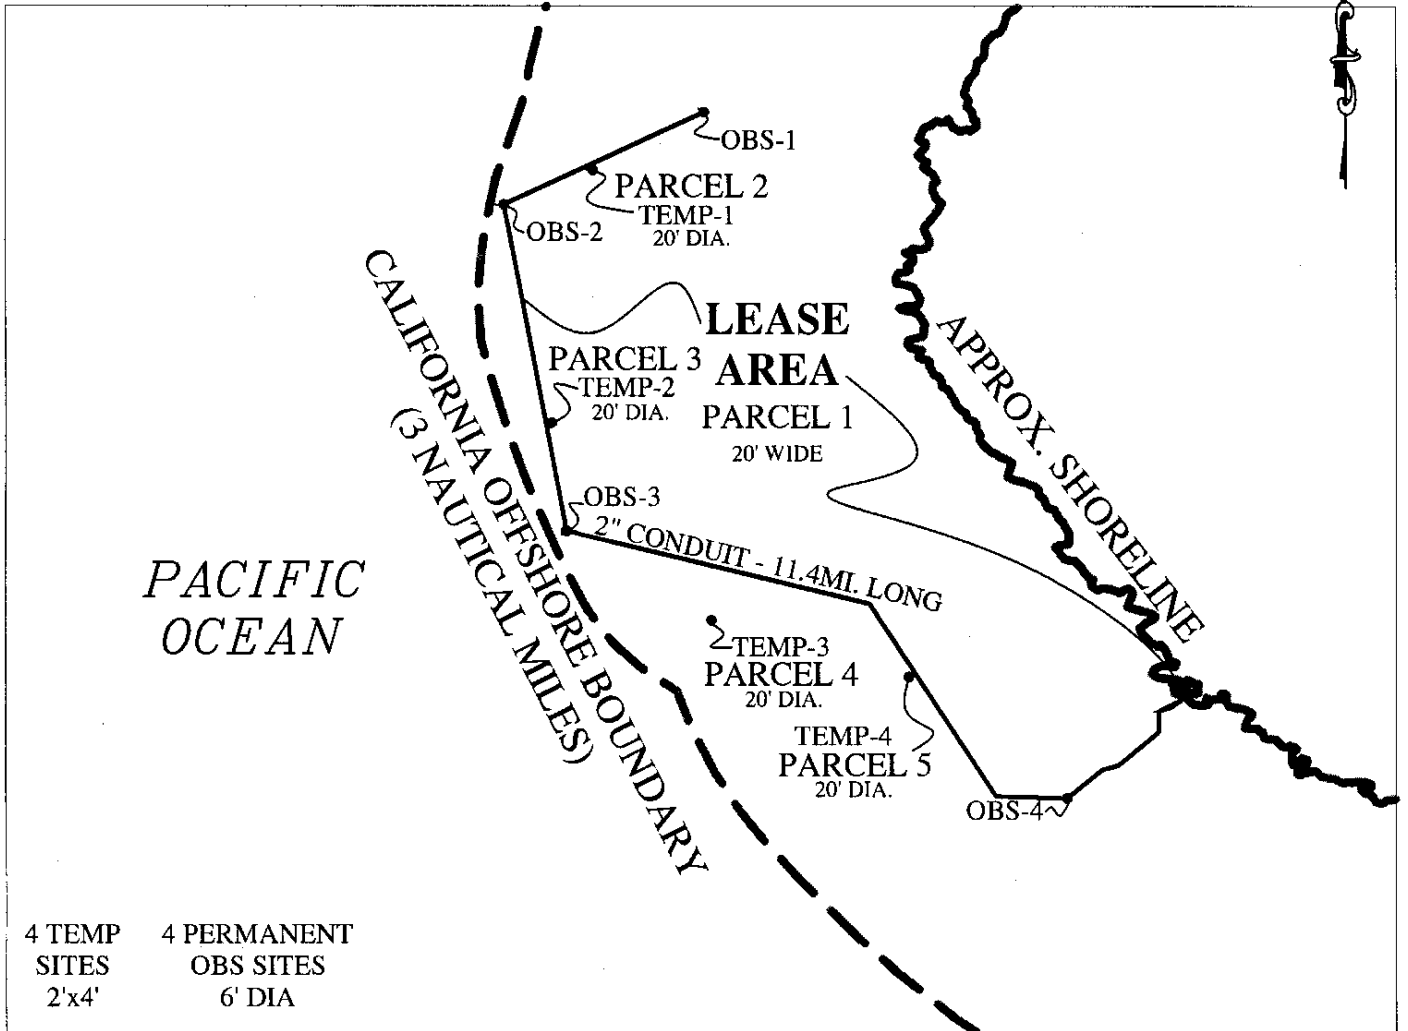 OBS-1
PARCEL 2
TEMP-1
20' DIA.
OBS-2
CALIFORNIA OFFSHORE BOUNDARY
(3 NAUTICAL MILES)
LEASE
AREA
PARCEL 1
20' WIDE
PARCEL 3
TEMP-2
20' DIA.
APPROX. SHORELINE
OBS-3
2" CONDUIT - 11.4MI. LONG
PACIFIC
OCEAN
TEMP-3
PARCEL 4
20' DIA.
TEMP-4
PARCEL 5
20' DIA.
OBS-4
4 TEMP
SITES
2'x4'
4 PERMANENT
OBS SITES
6' DIA